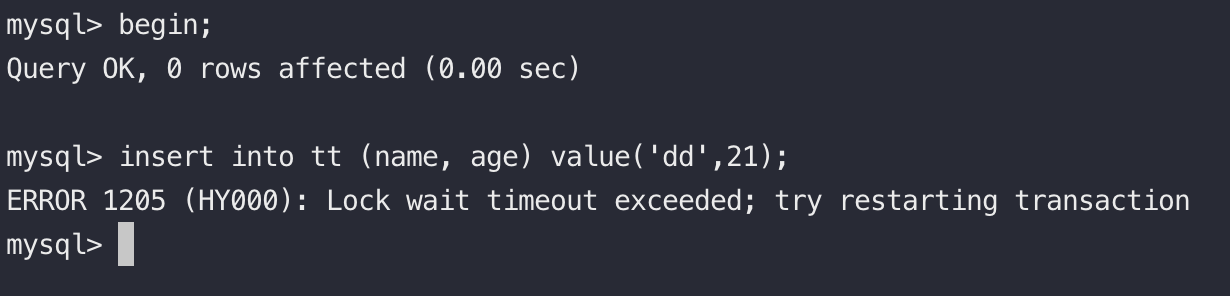 mysql> begin;
Query OK, 0 rows affected (0.00 sec)
mysql> insert into tt (name, age) value('dd',21);
ERROR 1205 (HY000): Lock wait timeout exceeded; try restarting transaction
mysql>